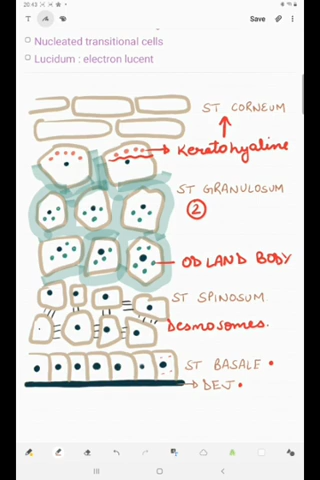 20:43
Save
Nucleated transitional cells
Lucidum : electron lucent
ST CORNEUM
Keratohyaline
ST GRANULOSUM
2
ODLAND BODY
ST SPINOSUM
Desmosomes.
ST BASALE
DEJ